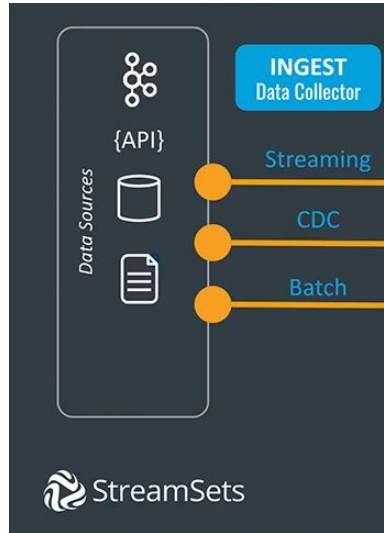 INGEST
Data Collector
{API}
Data Sources
Streaming
CDC
Batch
StreamSets